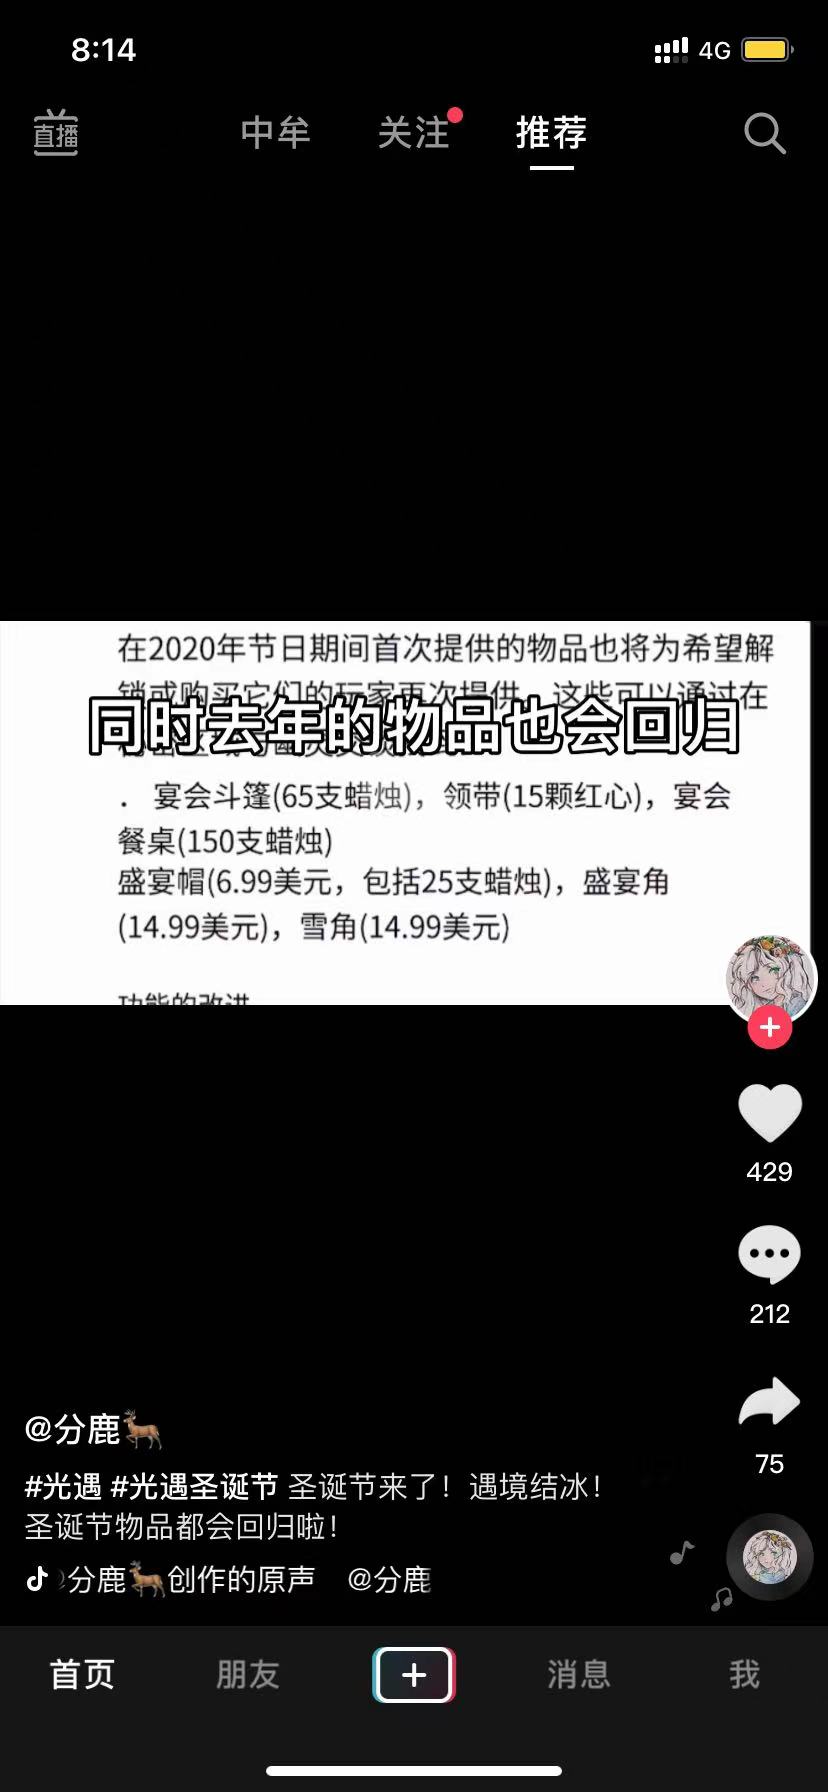 8:14
4G
直播
中牟
关注
推荐
在2020年节日期间首次提供的物品也将为希望解
销或购买它们的玩家再次提供。这些可以通过在
同时去年的物品也会回归
． 宴会斗篷(65支蜡烛)，领带(15颗红心)，宴会
餐桌(150支蜡烛)
盛宴帽(6.99美元，包括25支蜡烛)，盛宴角
(14.99美元)，雪角(14.99美元)
功能的改进
429
212
75
@分鹿🦌
#光遇 #光遇圣诞节 圣诞节来了！遇境结冰！
圣诞节物品都会回归啦！
分鹿🦌创作的原声 @分鹿
首页
朋友
消息
我